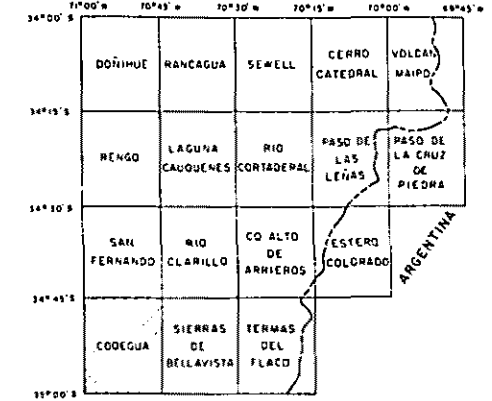 71°00' W 70°45' 70°30' 70°15' 70°00' 69°45'
34°00' S
DOÑIHUE RANCAGUA SEWELL CERRO CATEDRAL VOLCAN MAIPO
34°15' S
RENGO LAGUNA CAUQUENES RIO CORTADERAL PASO DE LAS LEÑAS PASO DE LA CRUZ DE PIEDRA
34°30' S
SAN FERNANDO RIO CLARILLO CO ALTO DE ARRIEROS ESTERO COLORADO ARGENTINA
34°45' S
CODEGUA SIERRAS DE BELLAVISTA TERMAS DEL FLACO
35°00' S